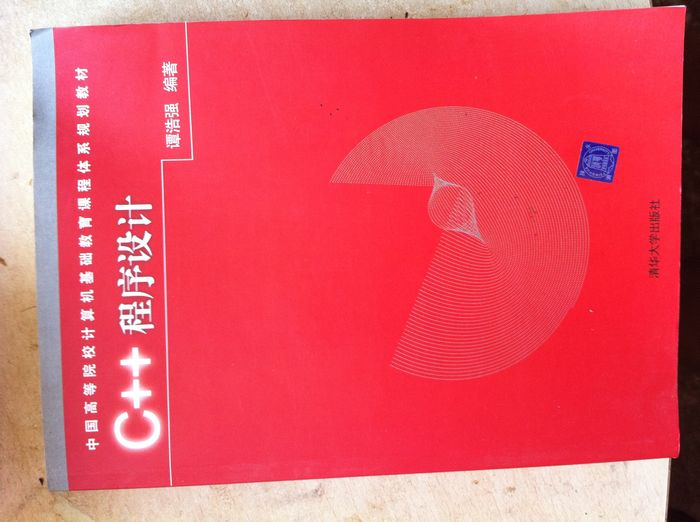 中国高等院校计算机基础教育课程体系规划教材
C++ 程序设计
谭浩强 编著
清华大学出版社